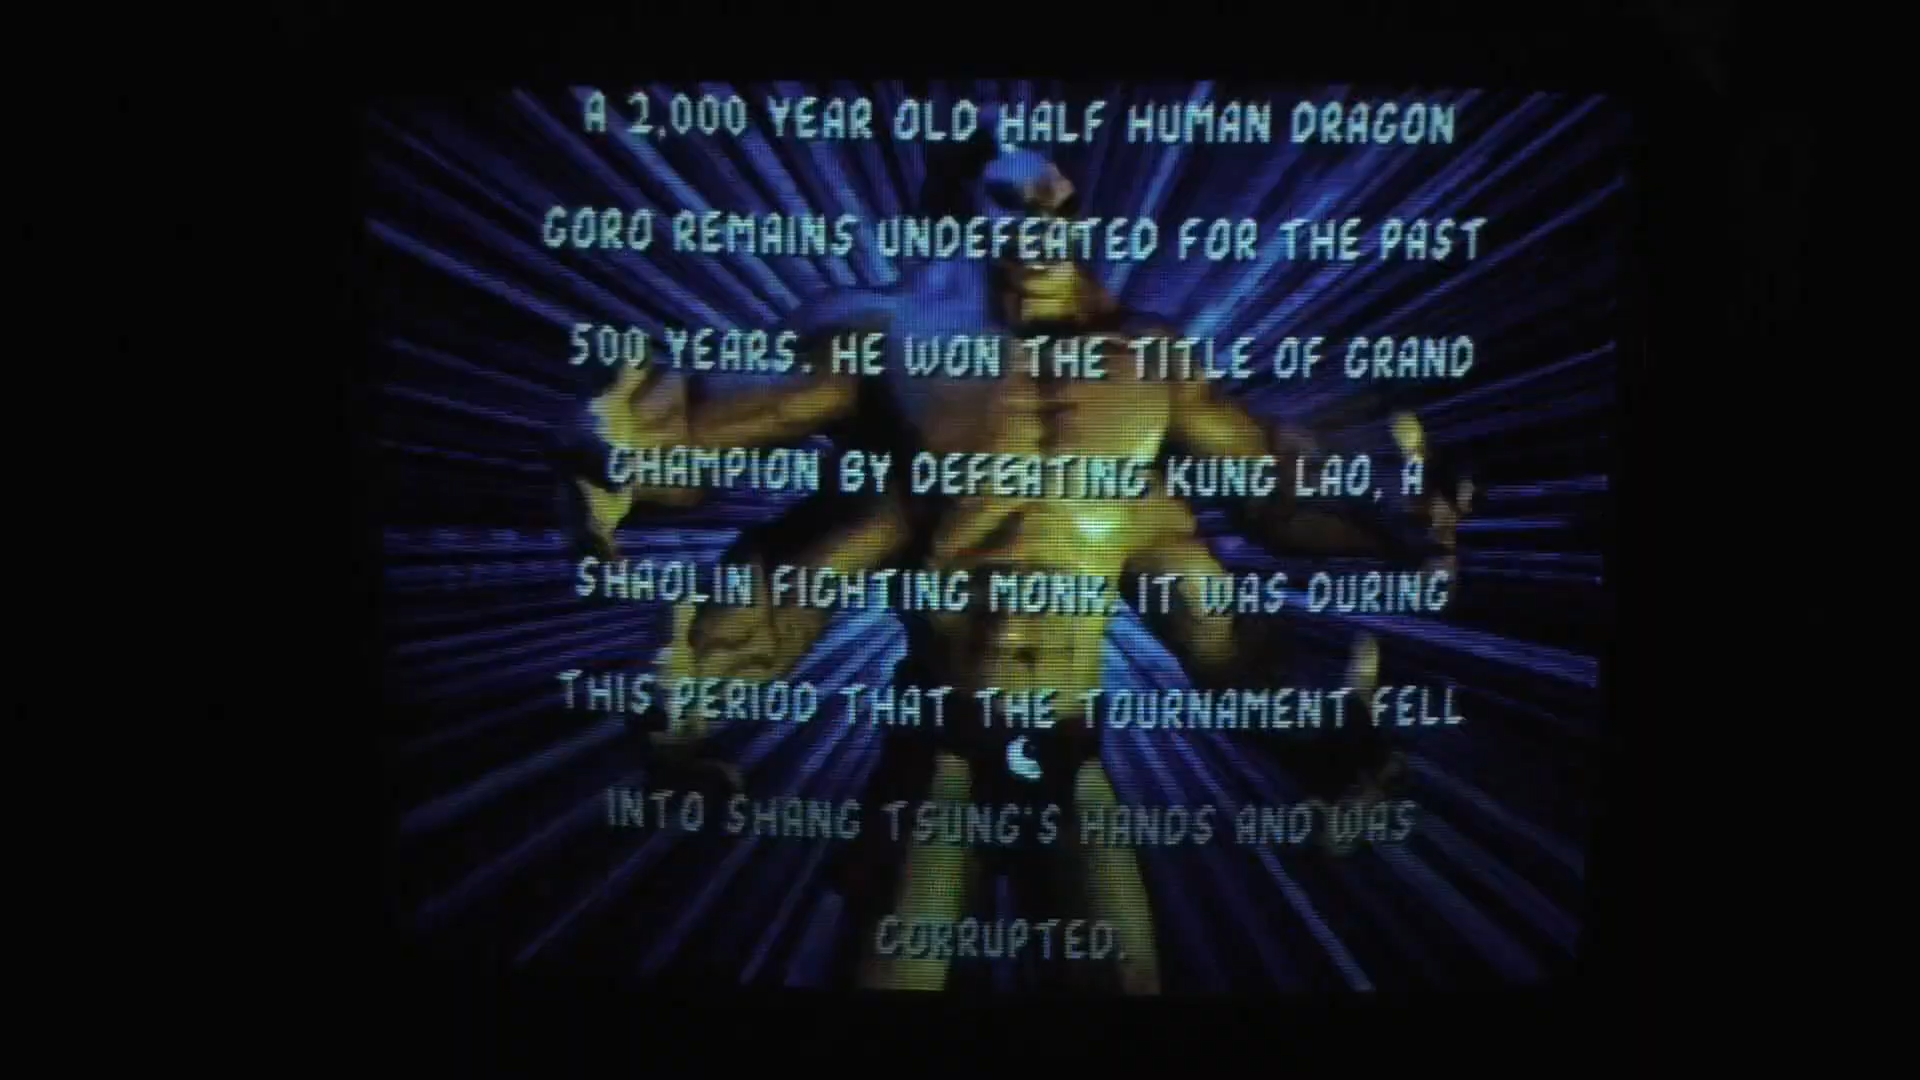 A 2,000 YEAR OLD HALF HUMAN DRAGON
GORO REMAINS UNDEFEATED FOR THE PAST
500 YEARS. HE WON THE TITLE OF GRAND
CHAMPION BY DEFEATING KUNG LAO, A
SHAOLIN FIGHTING MONK. IT WAS DURING
THIS PERIOD THAT THE TOURNAMENT FELL
INTO SHANG TSUNG'S HANDS AND WAS
CORRUPTED.